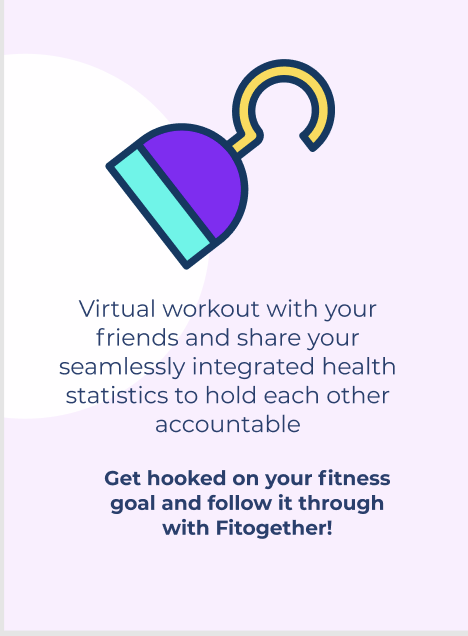 Virtual workout with your
friends and share your
seamlessly integrated health
statistics to hold each other
accountable
Get hooked on your fitness
goal and follow it through
with Fitogether!